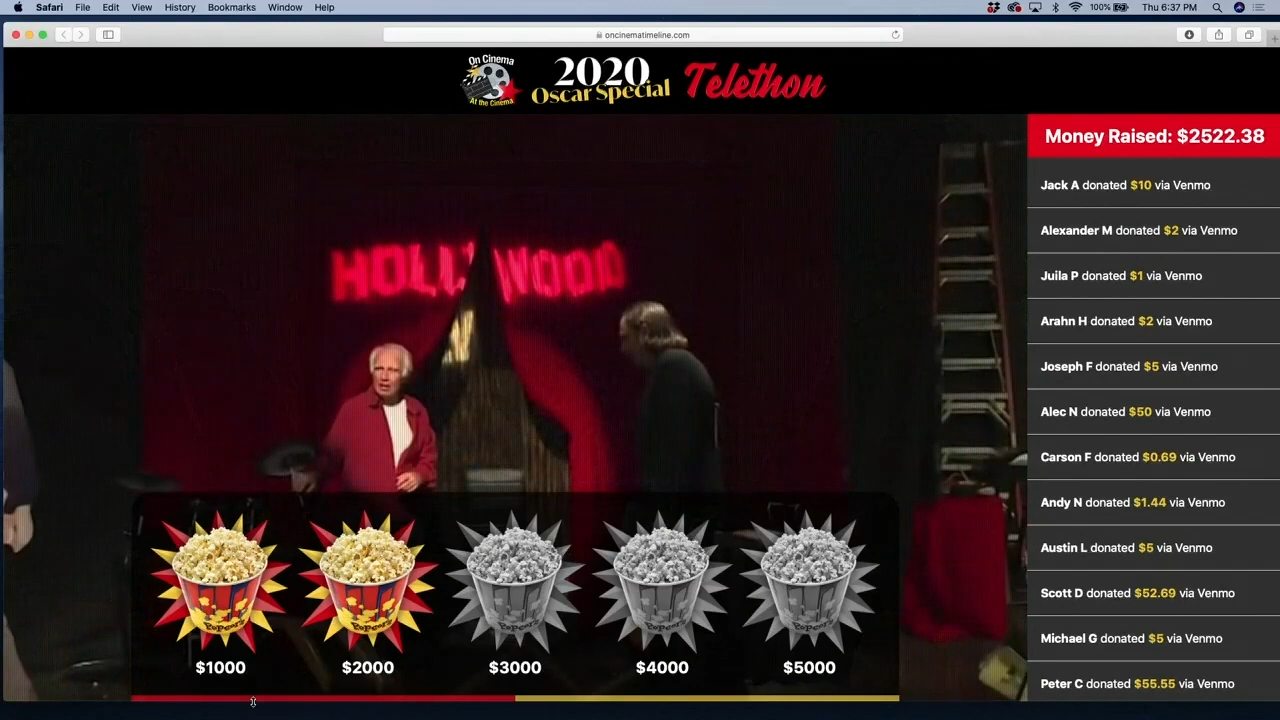 Safari File Edit View History Bookmarks Window Help 100% Thu 6:37 PM
oncinematimeline.com
On Cinema
At the Cinema
2020
Oscar Special
Telethon
Money Raised: $2522.38
HOLLYWOOD
Jack A donated $10 via Venmo
Alexander M donated $2 via Venmo
Juila P donated $1 via Venmo
Arahn H donated $2 via Venmo
Joseph F donated $5 via Venmo
Alec N donated $50 via Venmo
Carson F donated $0.69 via Venmo
Andy N donated $1.44 via Venmo
Austin L donated $5 via Venmo
Scott D donated $52.69 via Venmo
Michael G donated $5 via Venmo
Peter C donated $55.55 via Venmo
Popcorn Popcorn Popcorn Popcorn Popcorn
$1000 $2000 $3000 $4000 $5000